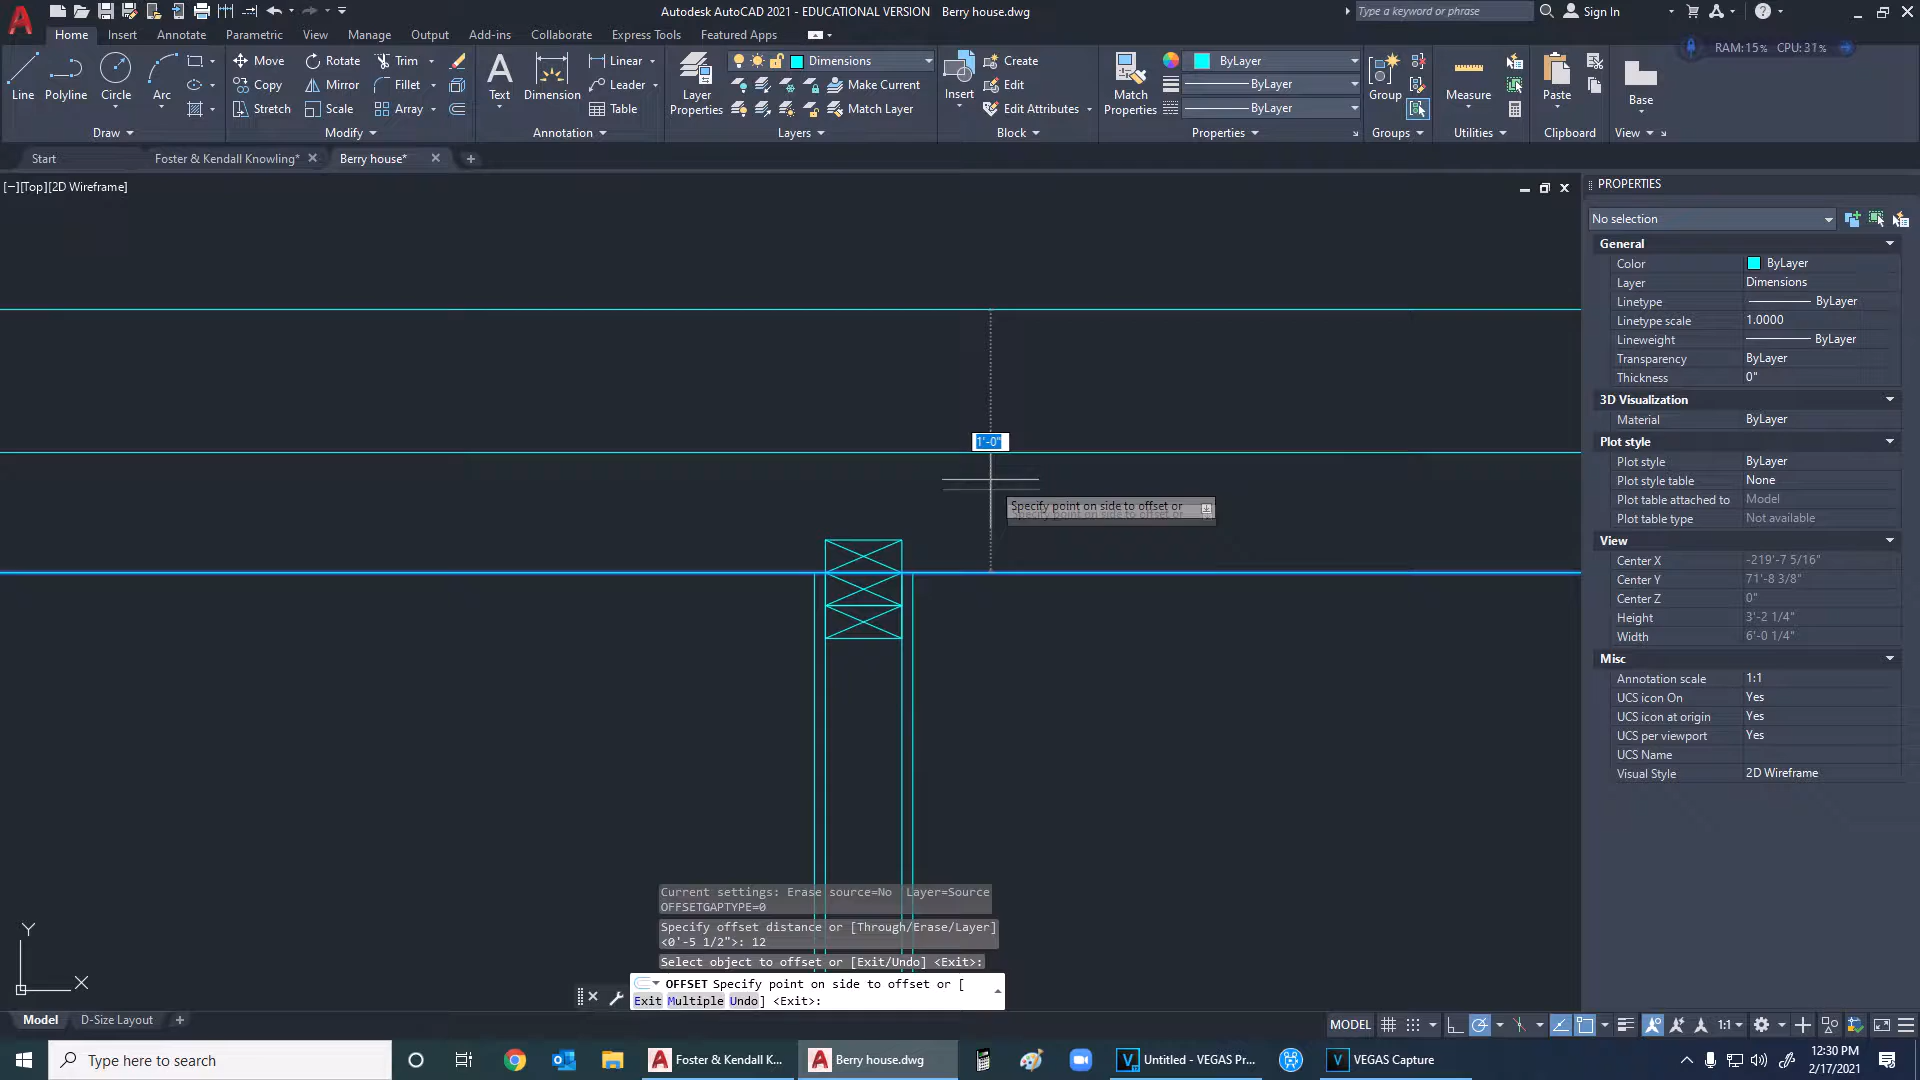 Autodesk AutoCAD 2021 - EDUCATIONAL VERSION Berry house.dwg
Type a keyword or phrase
Sign In
Home Insert Annotate Parametric View Manage Output Add-ins Collaborate Express Tools Featured Apps
RAM:15% CPU:31%
Line Polyline Circle Arc
Move Rotate Trim
Copy Mirror Fillet
Stretch Scale Array
Text Dimension
Linear
Leader
Table
Layer Properties
Dimensions
Make Current
Match Layer
Insert
Create
Edit
Edit Attributes
Match Properties
ByLayer
ByLayer
ByLayer
Group
Measure
Paste
Base
Draw Modify Annotation Layers Block Properties Groups Utilities Clipboard View
Start Foster & Kendall Knowling* Berry house*
[−][Top][2D Wireframe]
PROPERTIES
No selection
General
Color ByLayer
Layer Dimensions
Linetype ByLayer
Linetype scale 1.0000
Lineweight ByLayer
Transparency ByLayer
Thickness 0"
3D Visualization
Material ByLayer
Plot style
Plot style ByLayer
Plot style table None
Plot table attached to Model
Plot table type Not available
View
Center X -219'-7 5/16"
Center Y 71'-8 3/8"
Center Z 0"
Height 3'-2 1/4"
Width 6'-0 1/4"
Misc
Annotation scale 1:1
UCS icon On Yes
UCS icon at origin Yes
UCS per viewport Yes
UCS Name
Visual Style 2D Wireframe
1'-0"
Specify point on side to offset or
Y
X
Current settings: Erase source=No Layer=Source
OFFSETGAPTYPE=0
Specify offset distance or [Through/Erase/Layer]
<0'-5 1/2">: 12
Select object to offset or [Exit/Undo] <Exit>:
OFFSET Specify point on side to offset or [
Exit Multiple Undo] <Exit>:
Model D-Size Layout
MODEL 1:1
Type here to search
Foster & Kendall K...
Berry house.dwg
Untitled - VEGAS Pr...
VEGAS Capture
12:30 PM
2/17/2021